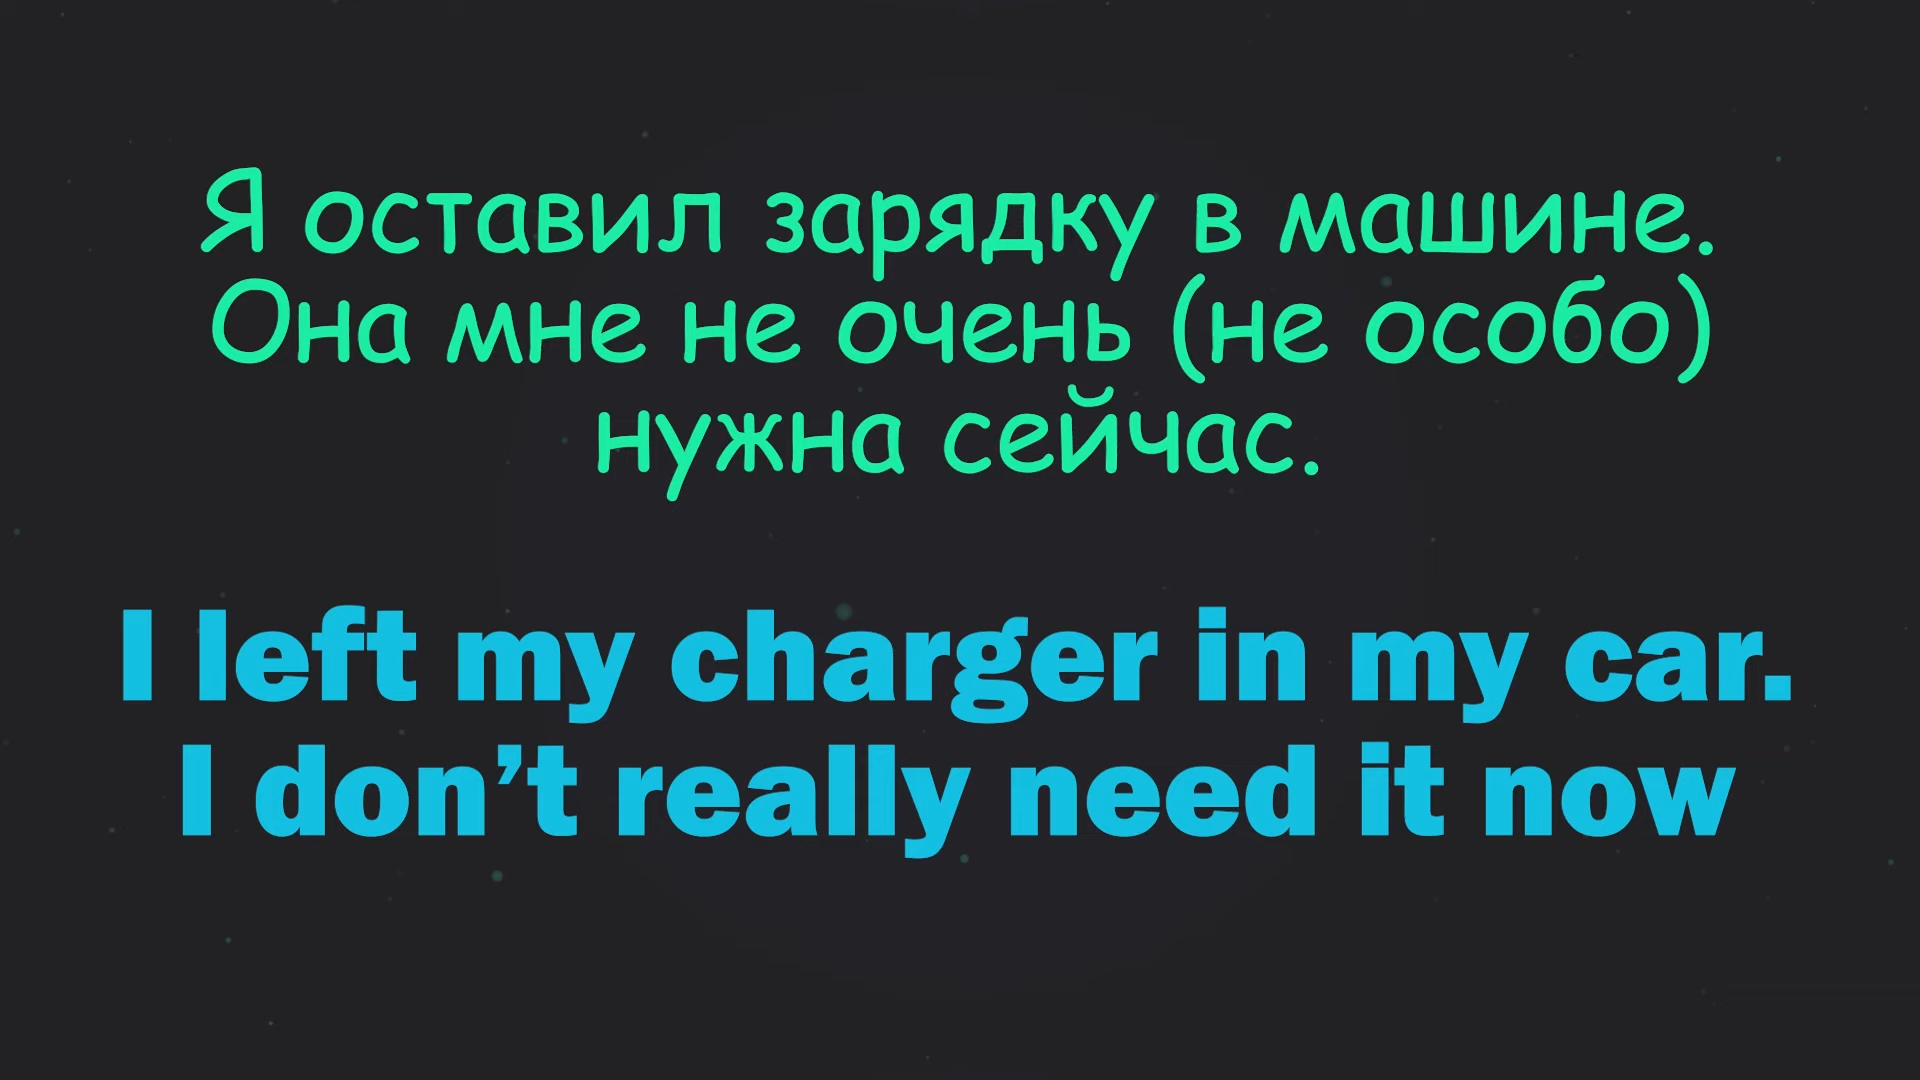 Я оставил зарядку в машине.
Она мне не очень (не особо)
нужна сейчас.
I left my charger in my car.
I don’t really need it now